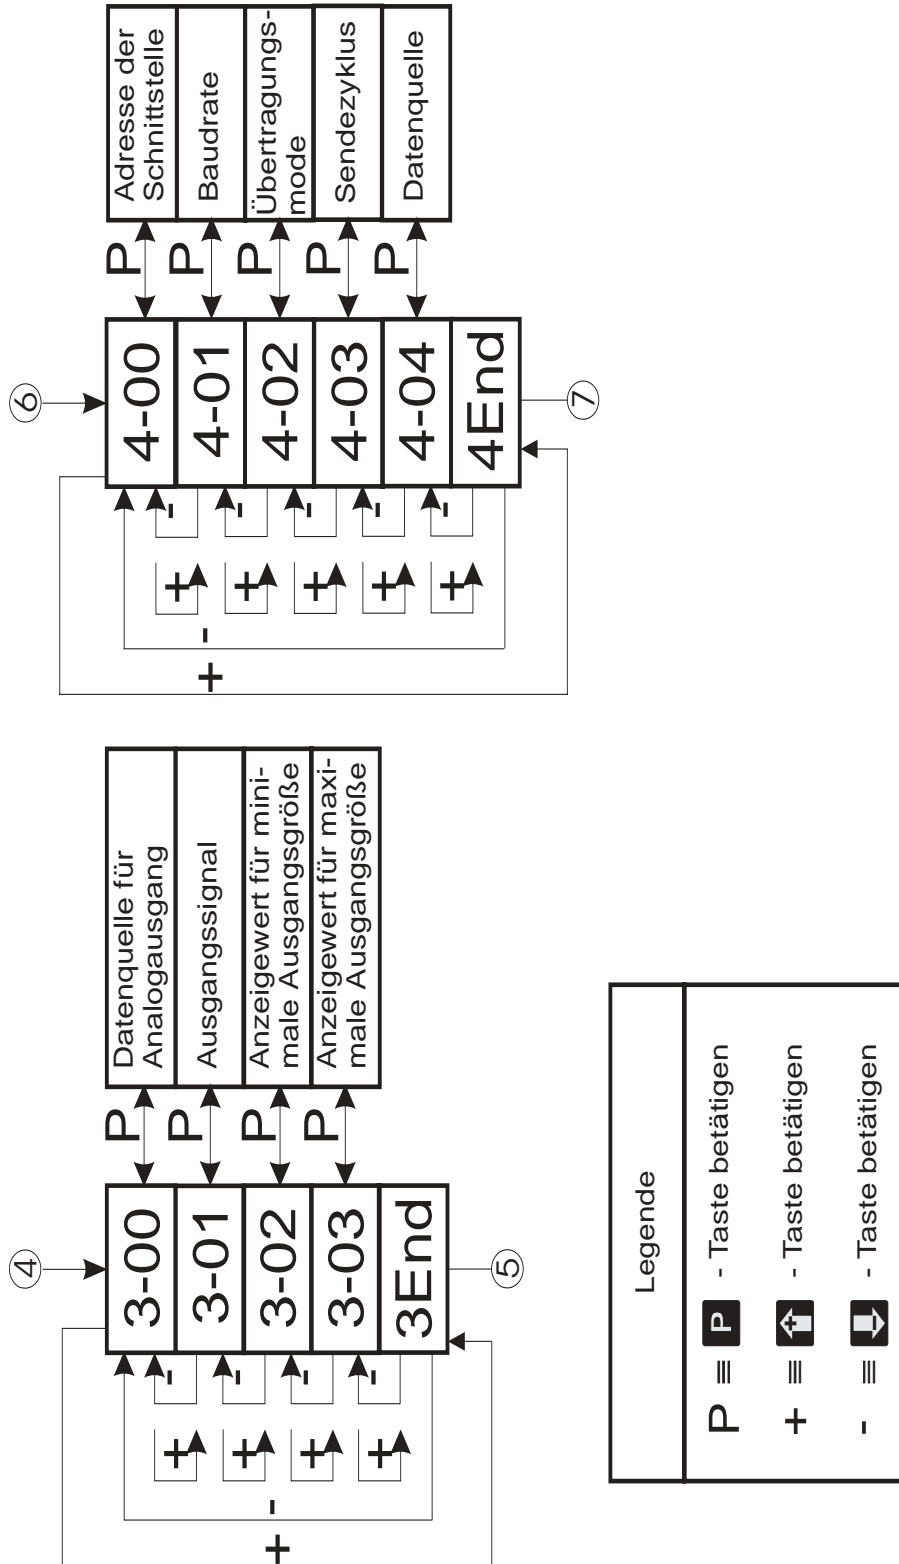 4
3-00
3-01
3-02
3-03
3End
5
P
P
P
P
Datenquelle für
Analogausgang
Ausgangssignal
Anzeigewert für mini-
male Ausgangsgröße
Anzeigewert für maxi-
male Ausgangsgröße
+ -
+ -
+ -
+ -
+ -
6
4-00
4-01
4-02
4-03
4-04
4End
7
P
P
P
P
P
Adresse der
Schnittstelle
Baudrate
Übertragungs-
mode
Sendezyklus
Datenquelle
+ -
+ -
+ -
+ -
+ -
+ -
Legende
P ≡ P - Taste betätigen
+ ≡ + - Taste betätigen
- ≡ - - Taste betätigen